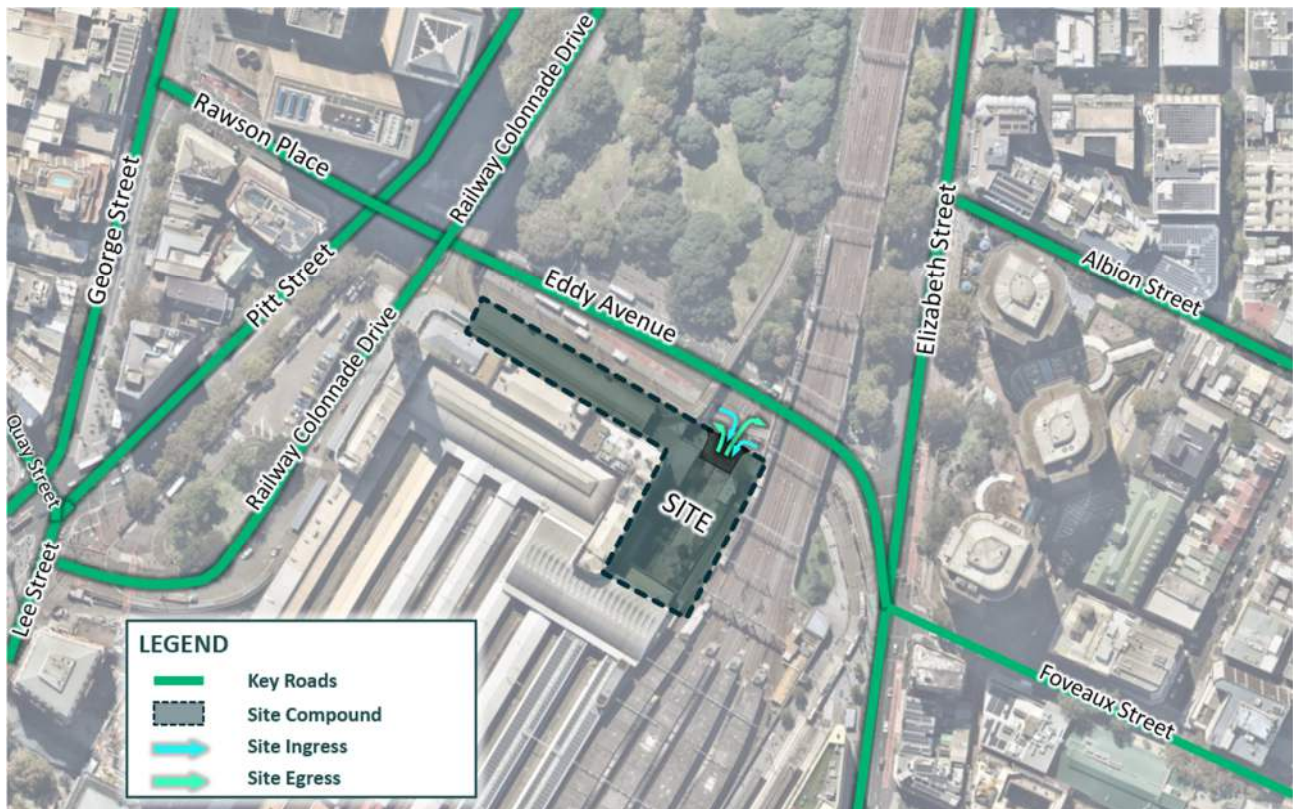 Rawson Place
Railway Colonnade Drive
George Street
Pitt Street
Eddy Avenue
Elizabeth Street
Albion Street
Railway Colonnade Drive
Quay Street
SITE
Lee Street
Foveaux Street
LEGEND
Key Roads
Site Compound
Site Ingress
Site Egress